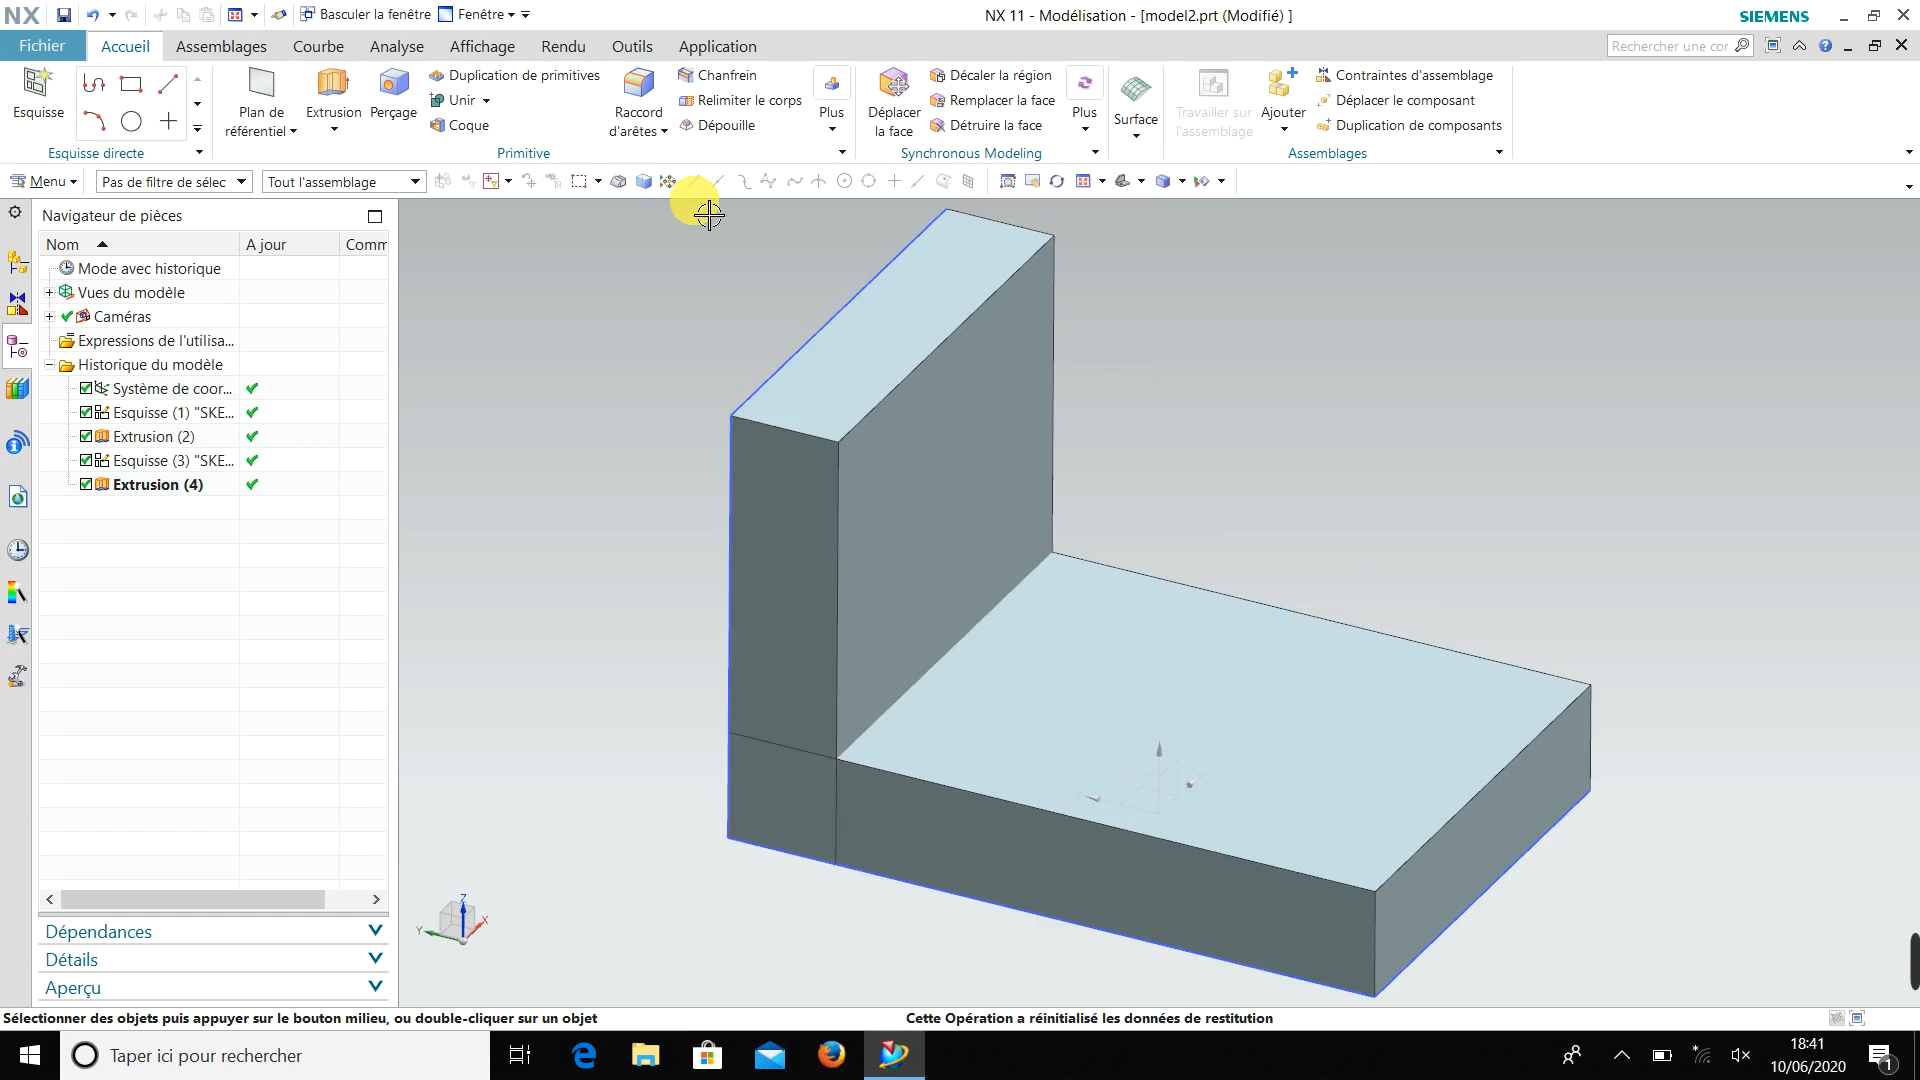 NX
Basculer la fenêtre
Fenêtre
NX 11 - Modélisation - [model2.prt (Modifié) ]
SIEMENS
Fichier
Accueil
Assemblages
Courbe
Analyse
Affichage
Rendu
Outils
Application
Rechercher une cor
Esquisse
Esquisse directe
Plan de
référentiel
Extrusion
Perçage
Duplication de primitives
Unir
Coque
Raccord
d'arêtes
Chanfrein
Relimiter le corps
Dépouille
Plus
Primitive
Déplacer
la face
Décaler la région
Remplacer la face
Détruire la face
Plus
Synchronous Modeling
Surface
Travailler sur
l'assemblage
Ajouter
Contraintes d'assemblage
Déplacer le composant
Duplication de composants
Assemblages
Menu
Pas de filtre de sélec
Tout l'assemblage
Navigateur de pièces
Nom
A jour
Comm
Mode avec historique
Vues du modèle
Caméras
Expressions de l'utilisa...
Historique du modèle
Système de coor...
Esquisse (1) "SKE...
Extrusion (2)
Esquisse (3) "SKE...
Extrusion (4)
Dépendances
Détails
Aperçu
Z
X
Y
Sélectionner des objets puis appuyer sur le bouton milieu, ou double-cliquer sur un objet
Cette Opération a réinitialisé les données de restitution
Taper ici pour rechercher
18:41
10/06/2020
1